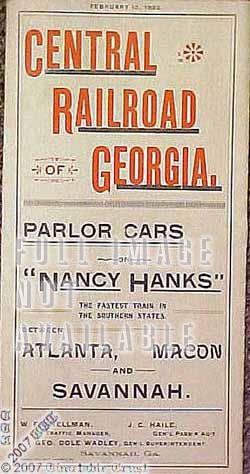 CENTRAL
RAILROAD
OF
GEORGIA.
PARLOR CARS
ON
"NANCY HANKS"
THE FASTEST TRAIN IN
THE SOUTHERN STATES.
BETWEEN
ATLANTA, MACON
AND
SAVANNAH.
J. C. HAILE,
TRAFFIC MANAGER, GEN'L PASS. AGT
GEO. DOLE WADLEY, GEN'L SUPERINTENDENT
SAVANNAH, GA.
FULL IMAGE
NOT
AVAILABLE
2007